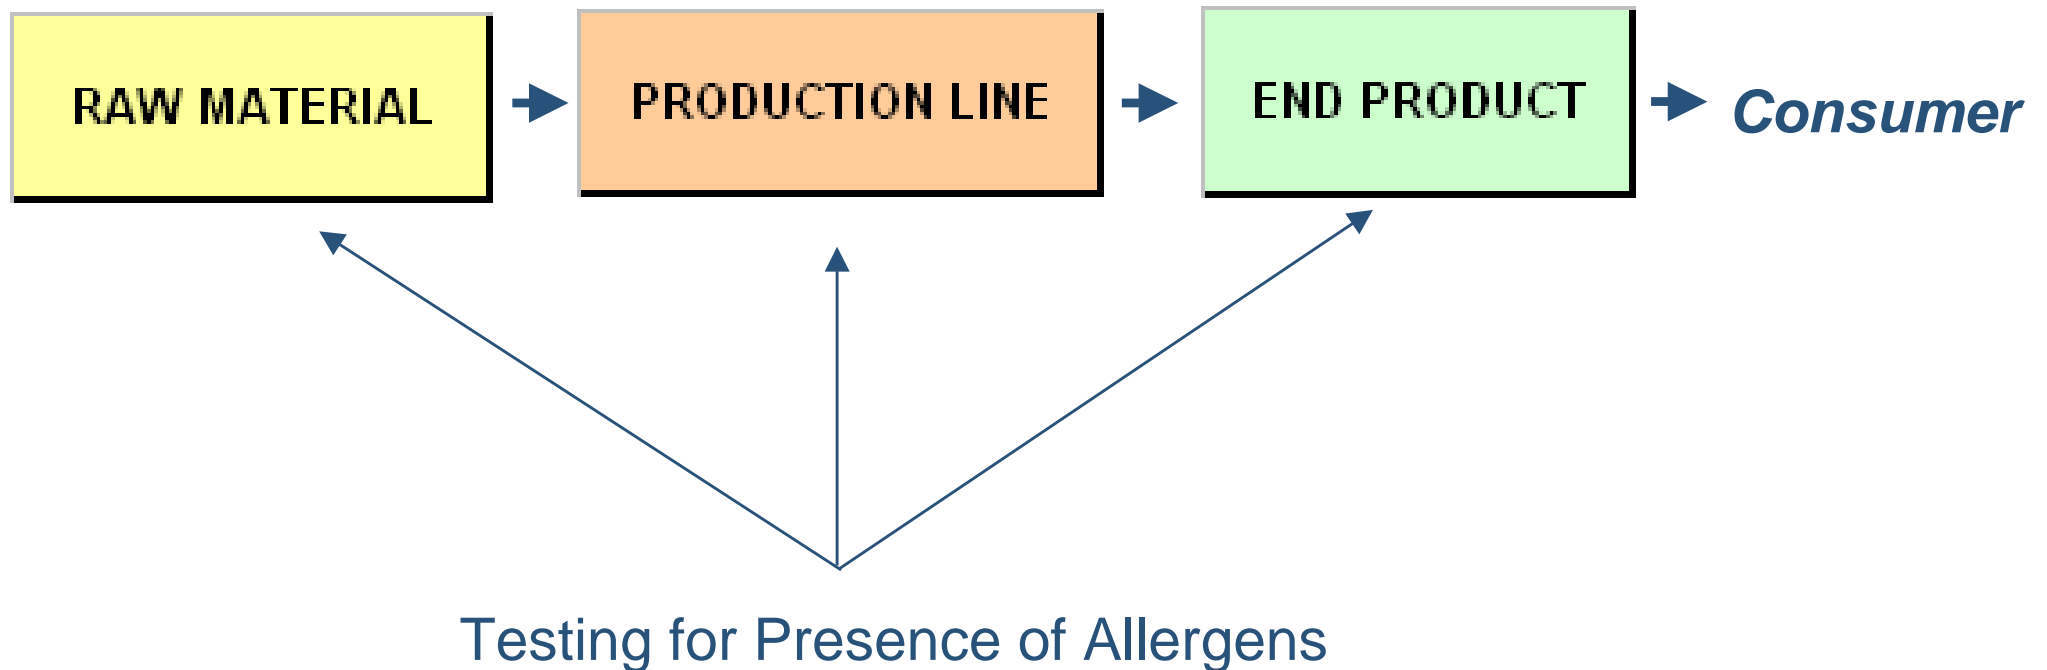 RAW MATERIAL
PRODUCTION LINE
END PRODUCT
Consumer
Testing for Presence of Allergens